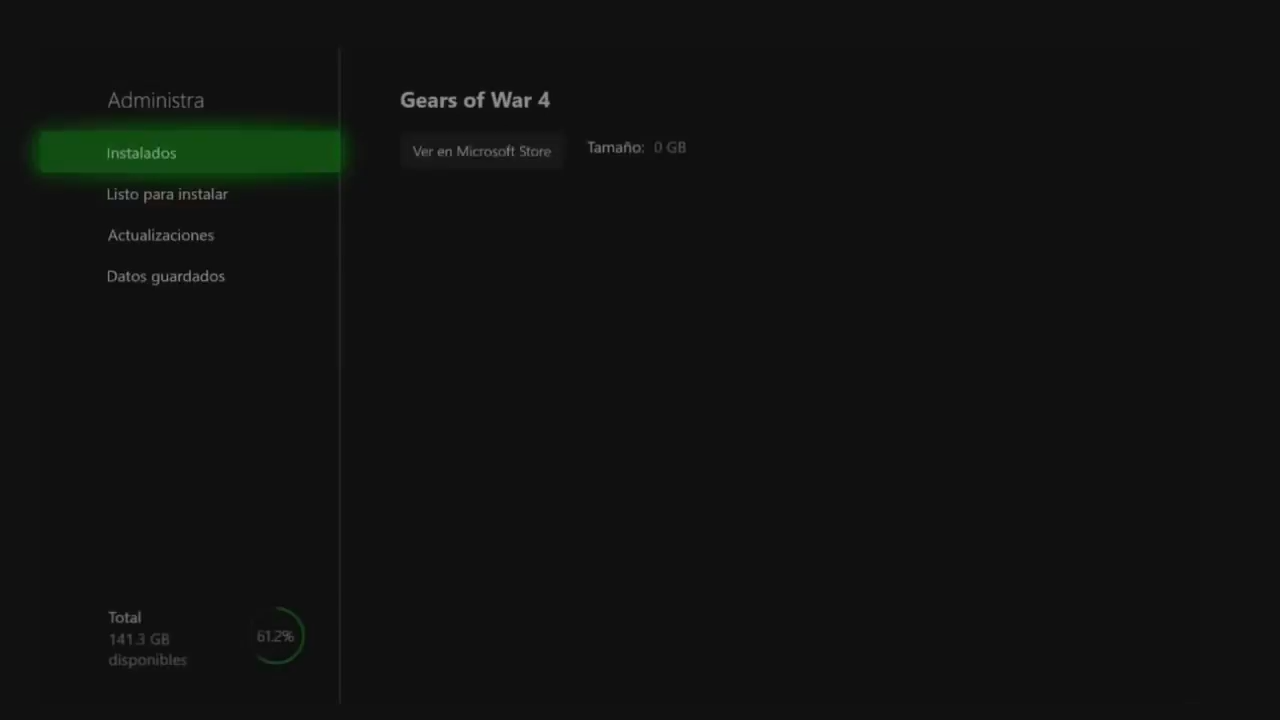 Administra
Instalados
Listo para instalar
Actualizaciones
Datos guardados
Total
141.3 GB
disponibles
61.2%
Gears of War 4
Ver en Microsoft Store
Tamaño: 0 GB